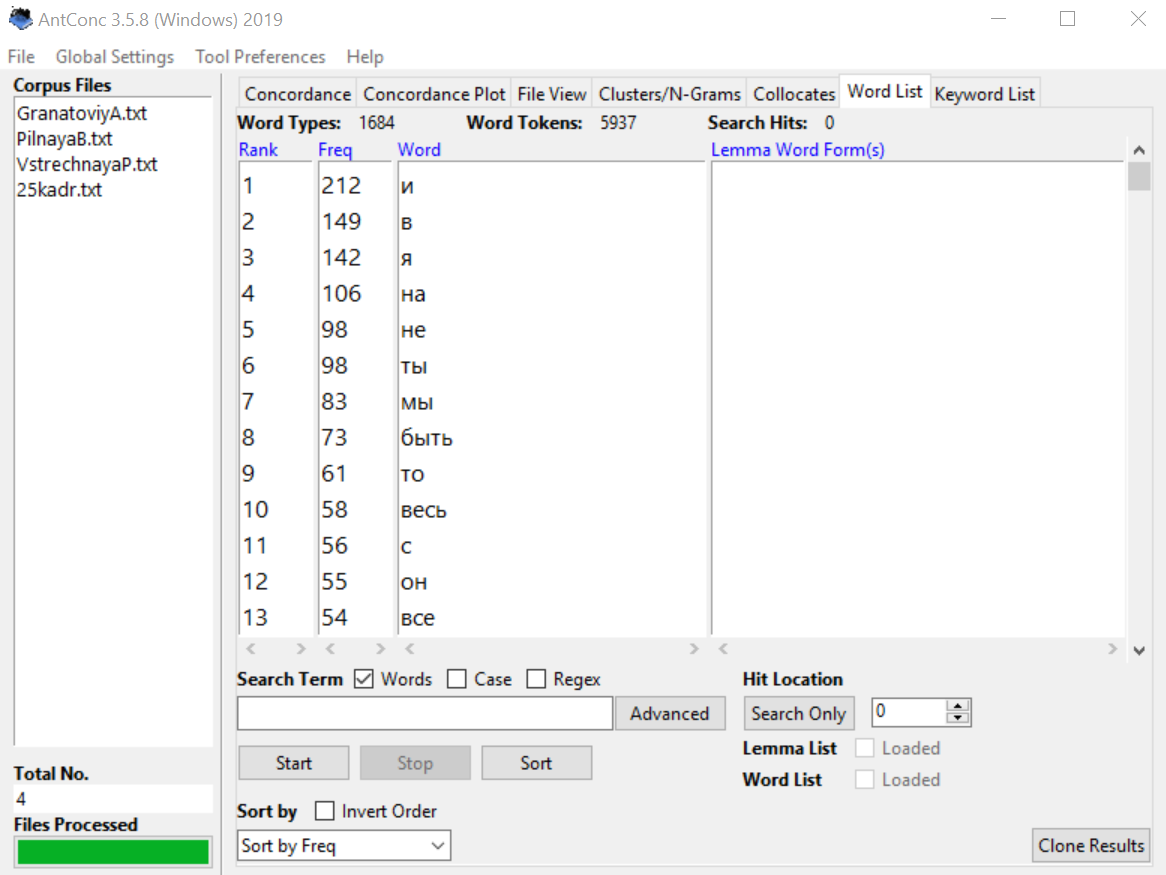 AntConc 3.5.8 (Windows) 2019
File Global Settings Tool Preferences Help
Corpus Files
GranatoviyA.txt
PilnayaB.txt
VstrechnayaP.txt
25kadr.txt
Total No.
4
Files Processed
Concordance Concordance Plot File View Clusters/N-Grams Collocates Word List Keyword List
Word Types: 1684 Word Tokens: 5937 Search Hits: 0
Rank Freq Word Lemma Word Form(s)
1 212 и
2 149 в
3 142 я
4 106 на
5 98 не
6 98 ты
7 83 мы
8 73 быть
9 61 то
10 58 весь
11 56 с
12 55 он
13 54 все
Search Term Words Case Regex Hit Location
Advanced Search Only 0
Start Stop Sort Lemma List Loaded
Word List Loaded
Sort by Invert Order
Sort by Freq Clone Results